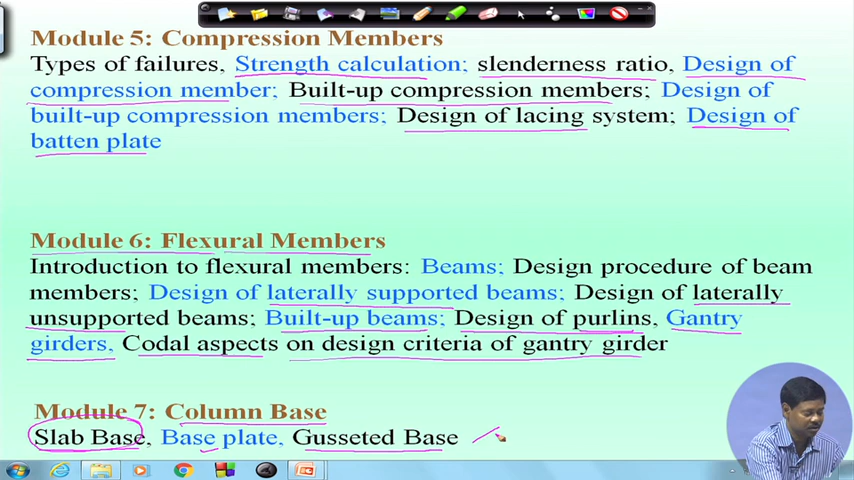 Module 5: Compression Members
Types of failures, Strength calculation; slenderness ratio, Design of
compression member; Built-up compression members; Design of
built-up compression members; Design of lacing system; Design of
batten plate
Module 6: Flexural Members
Introduction to flexural members: Beams; Design procedure of beam
members; Design of laterally supported beams; Design of laterally
unsupported beams; Built-up beams; Design of purlins, Gantry
girders, Codal aspects on design criteria of gantry girder
Module 7: Column Base
Slab Base, Base plate, Gusseted Base